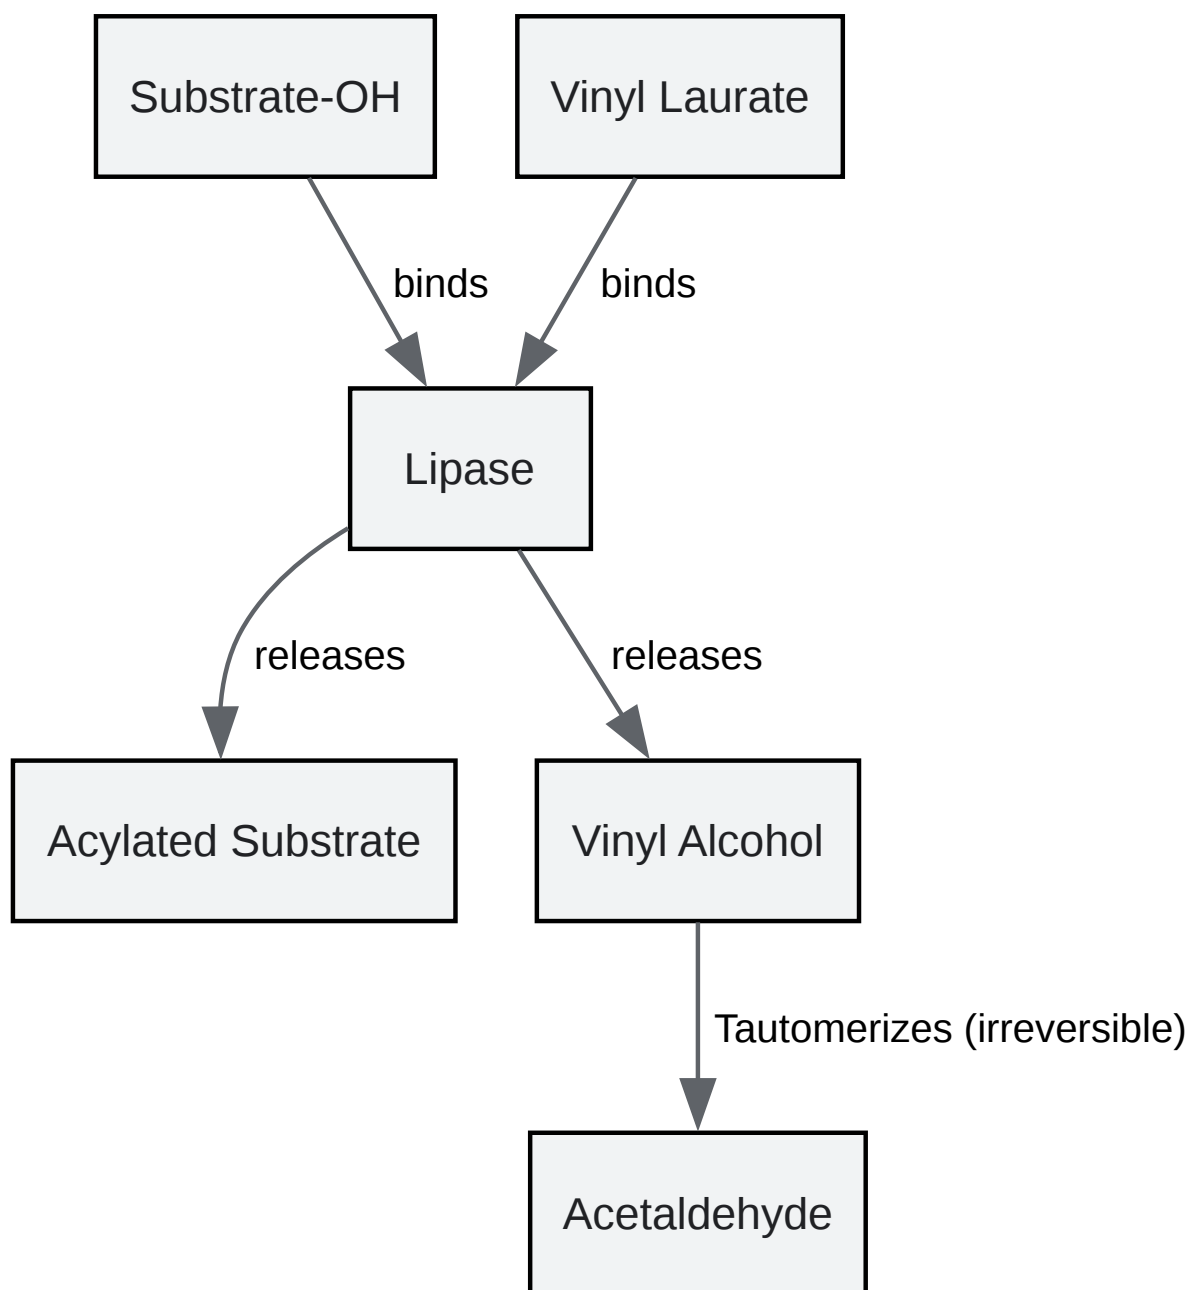 Substrate-OH
Vinyl Laurate
binds
binds
Lipase
releases
releases
Acylated Substrate
Vinyl Alcohol
Tautomerizes (irreversible)
Acetaldehyde